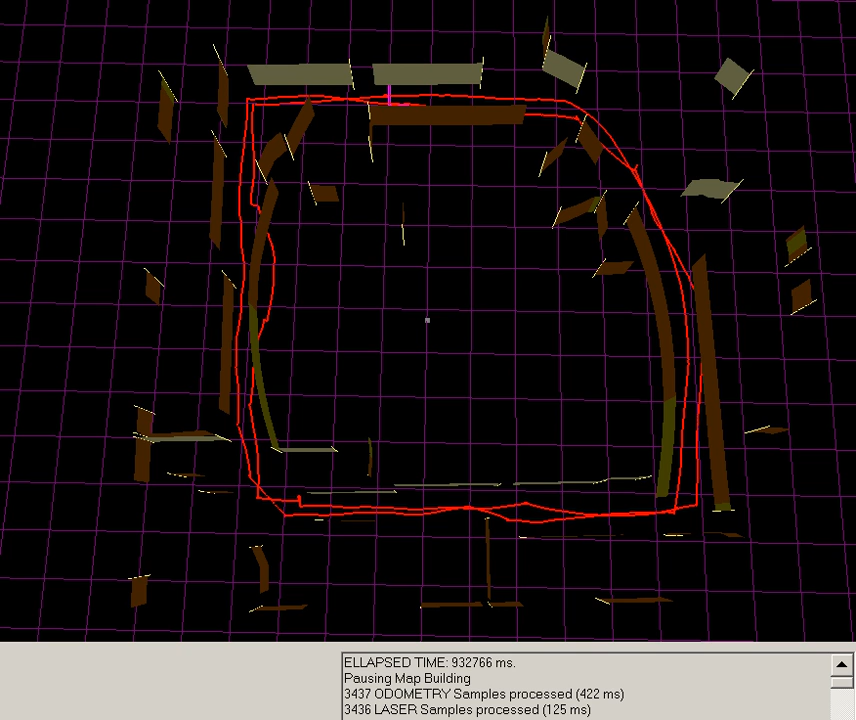 ELLAPSED TIME: 932766 ms.
Pausing Map Building
3437 ODOMETRY Samples processed (422 ms)
3436 LASER Samples processed (125 ms)